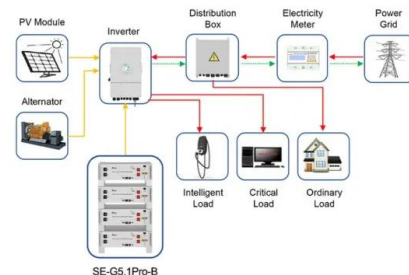 PV Module
Inverter
Distribution
Box
Electricity
Meter
Power
Grid
Alternator
Intelligent
Load
Critical
Load
Ordinary
Load
SE-G5.1Pro-B